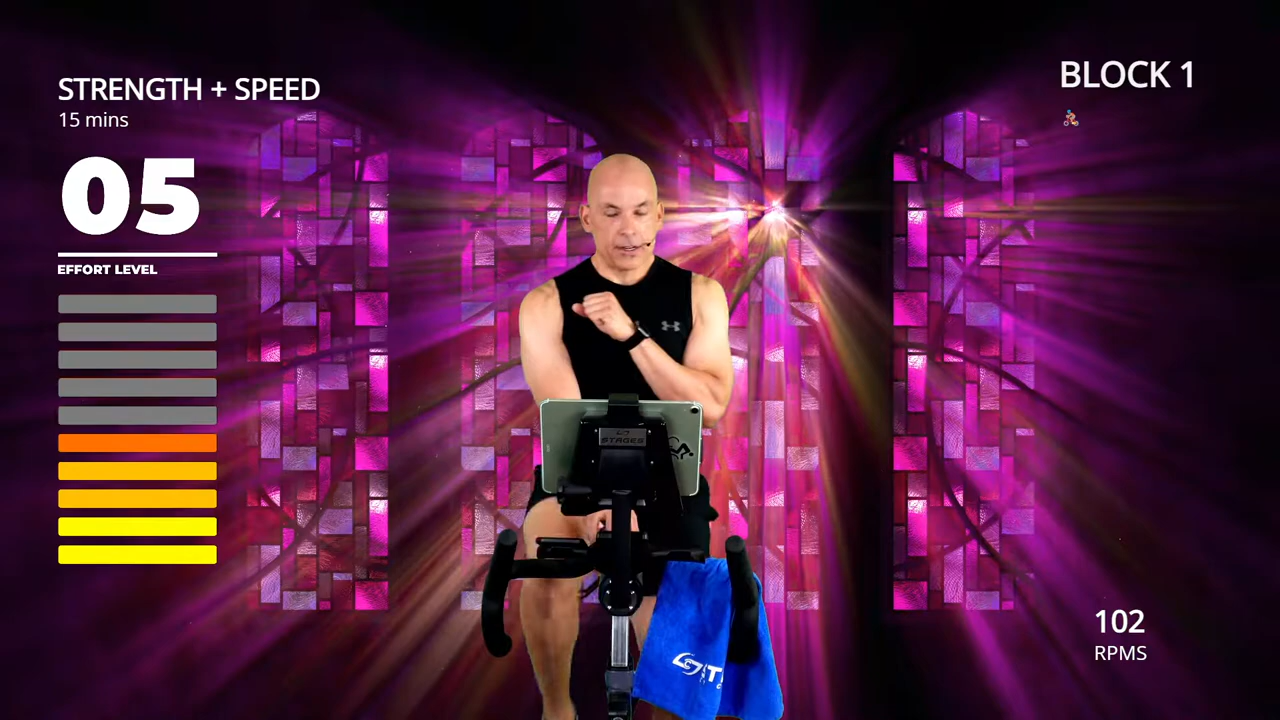 STRENGTH + SPEED
15 mins
05
EFFORT LEVEL
BLOCK 1
STAGES
102
RPMS